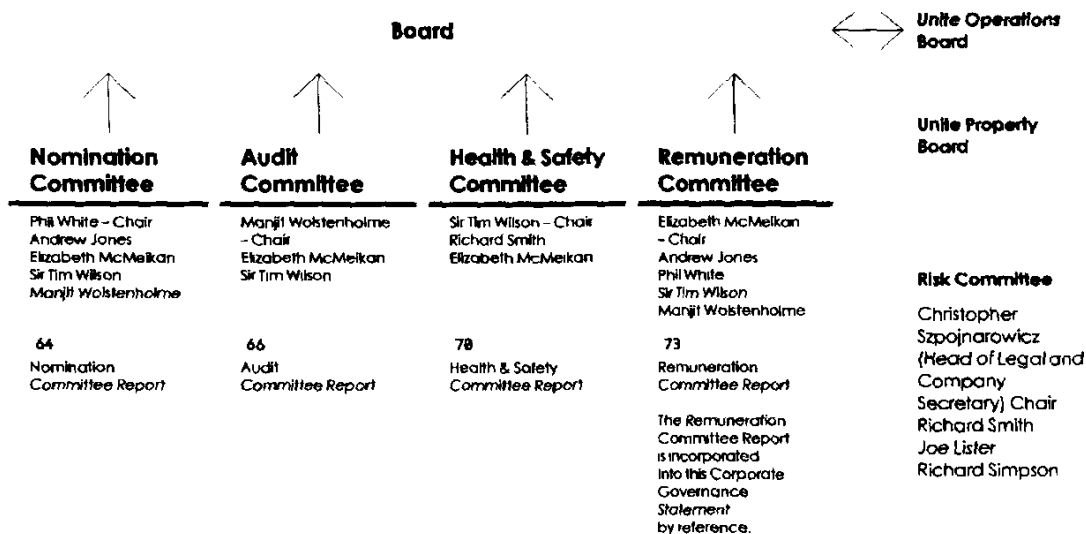 Board
Unite Operations
Board
Unite Property
Board
Nomination
Committee
Phil White – Chair
Andrew Jones
Elizabeth McMeikan
Sir Tim Wilson
Manjit Wolstenholme
64
Nomination
Committee Report
Audit
Committee
Manjit Wolstenholme
– Chair
Elizabeth McMeikan
Sir Tim Wilson
66
Audit
Committee Report
Health & Safety
Committee
Sir Tim Wilson – Chair
Richard Smith
Elizabeth McMeikan
70
Health & Safety
Committee Report
Remuneration
Committee
Elizabeth McMeikan
– Chair
Andrew Jones
Phil White
Sir Tim Wilson
Manjit Wolstenholme
73
Remuneration
Committee Report
The Remuneration
Committee Report
is incorporated
into this Corporate
Governance
Statement
by reference.
Risk Committee
Christopher
Szpojnarowicz
(Head of Legal and
Company
Secretary) Chair
Richard Smith
Joe Lister
Richard Simpson